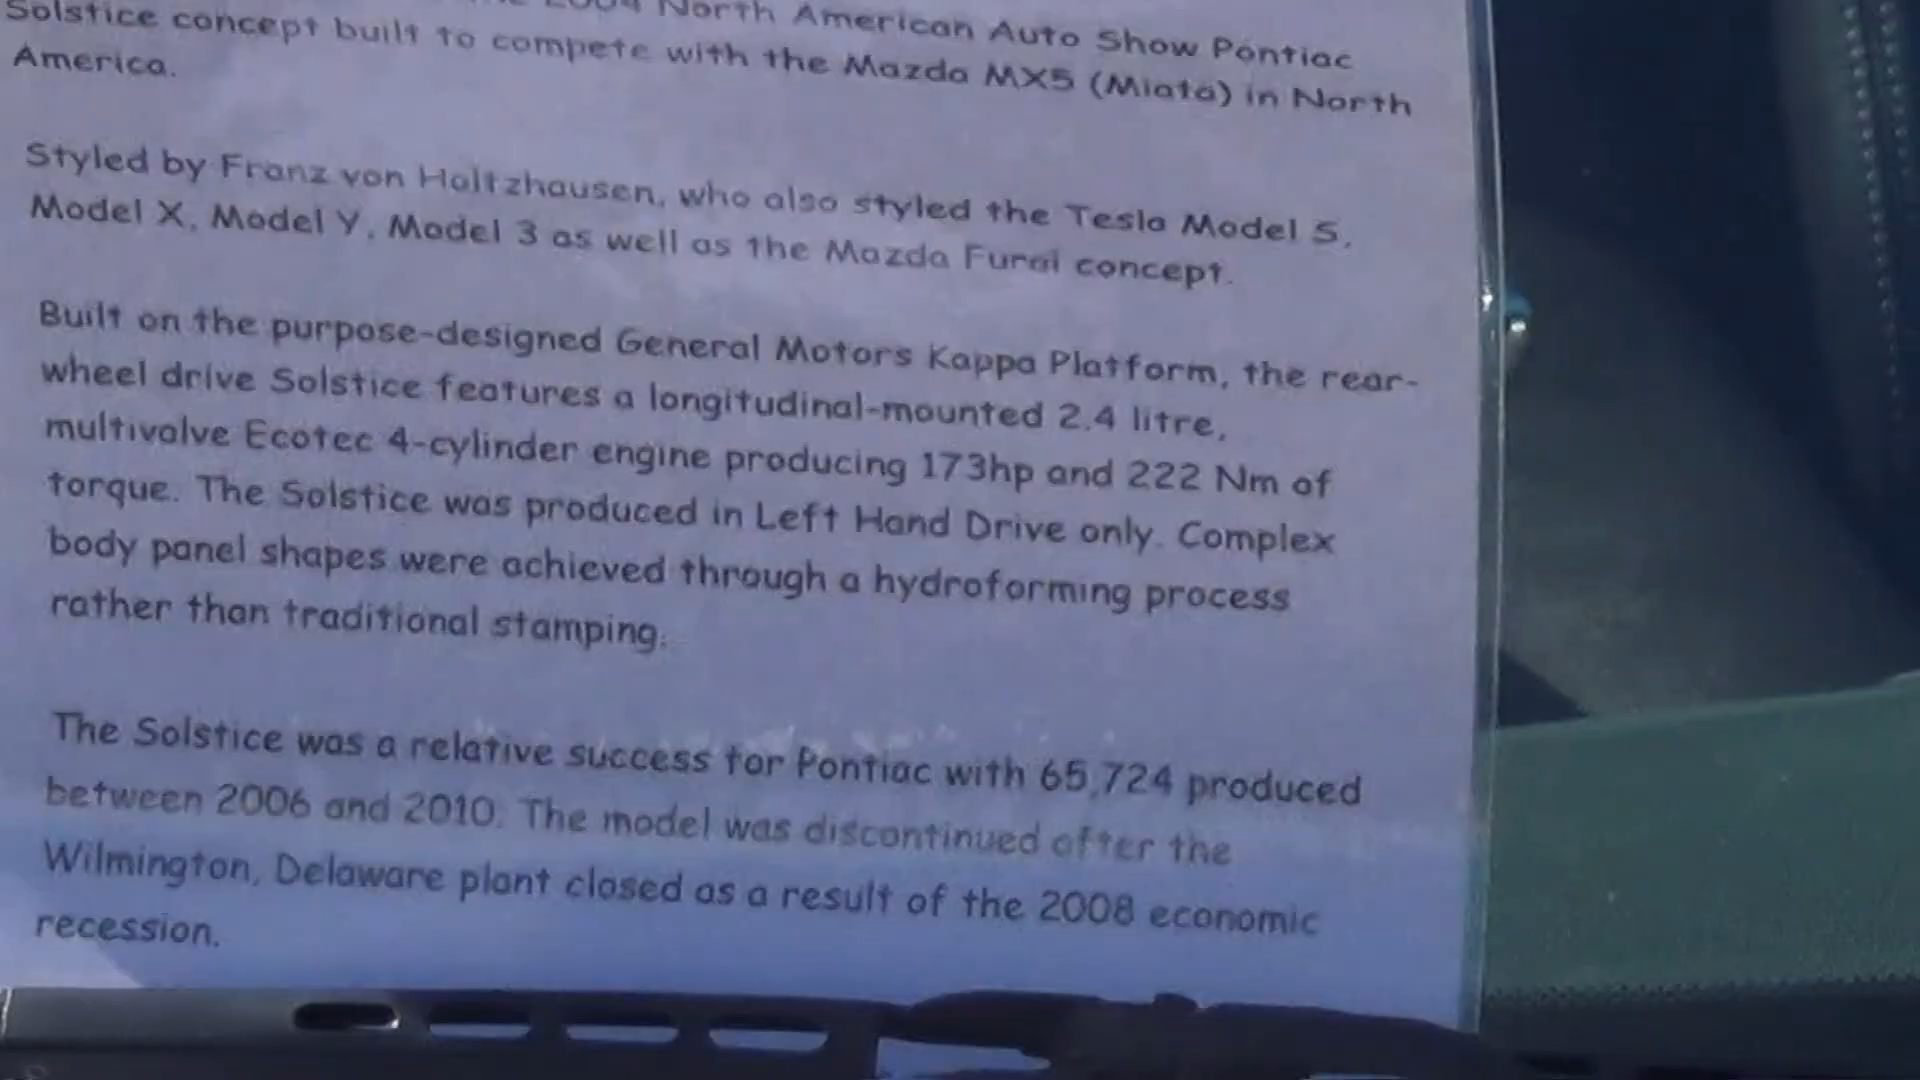 2004 North American Auto Show Pontiac
Solstice concept built to compete with the Mazda MX5 (Miata) in North
America.
Styled by Franz von Holtzhausen, who also styled the Tesla Model S,
Model X, Model Y, Model 3 as well as the Mazda Furai concept.
Built on the purpose-designed General Motors Kappa Platform, the rear-
wheel drive Solstice features a longitudinal-mounted 2.4 litre,
multivalve Ecotec 4-cylinder engine producing 173hp and 222 Nm of
torque. The Solstice was produced in Left Hand Drive only. Complex
body panel shapes were achieved through a hydroforming process
rather than traditional stamping.
The Solstice was a relative success for Pontiac with 65,724 produced
between 2006 and 2010. The model was discontinued after the
Wilmington, Delaware plant closed as a result of the 2008 economic
recession.